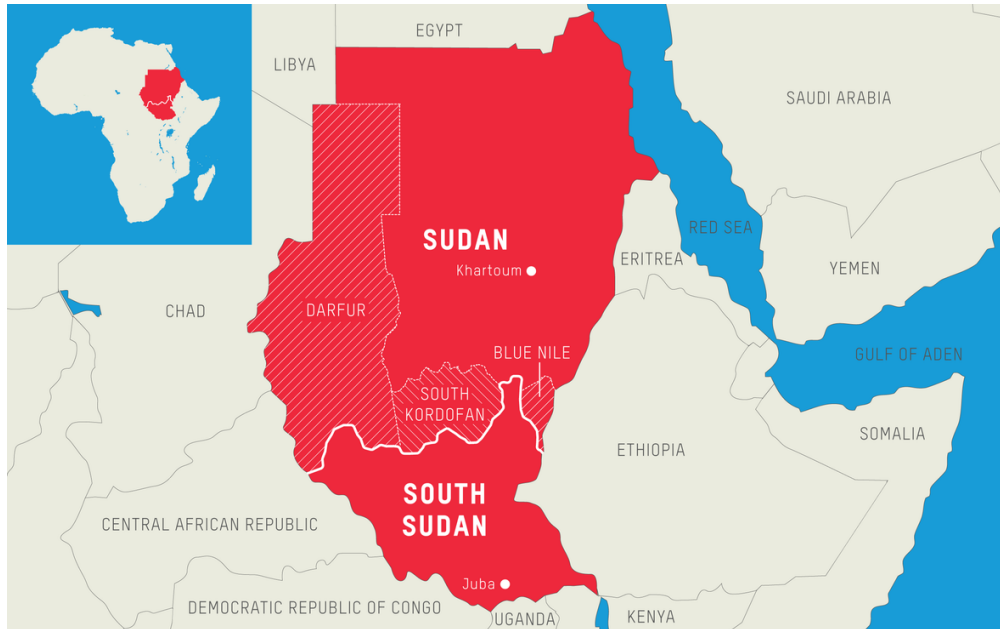 EGYPT
LIBYA
SAUDI ARABIA
RED SEA
SUDAN
Khartoum
ERITREA
YEMEN
CHAD
DARFUR
BLUE NILE
GULF OF ADEN
SOUTH
KORDOFAN
SOMALIA
ETHIOPIA
SOUTH
SUDAN
CENTRAL AFRICAN REPUBLIC
Juba
DEMOCRATIC REPUBLIC OF CONGO
UGANDA
KENYA